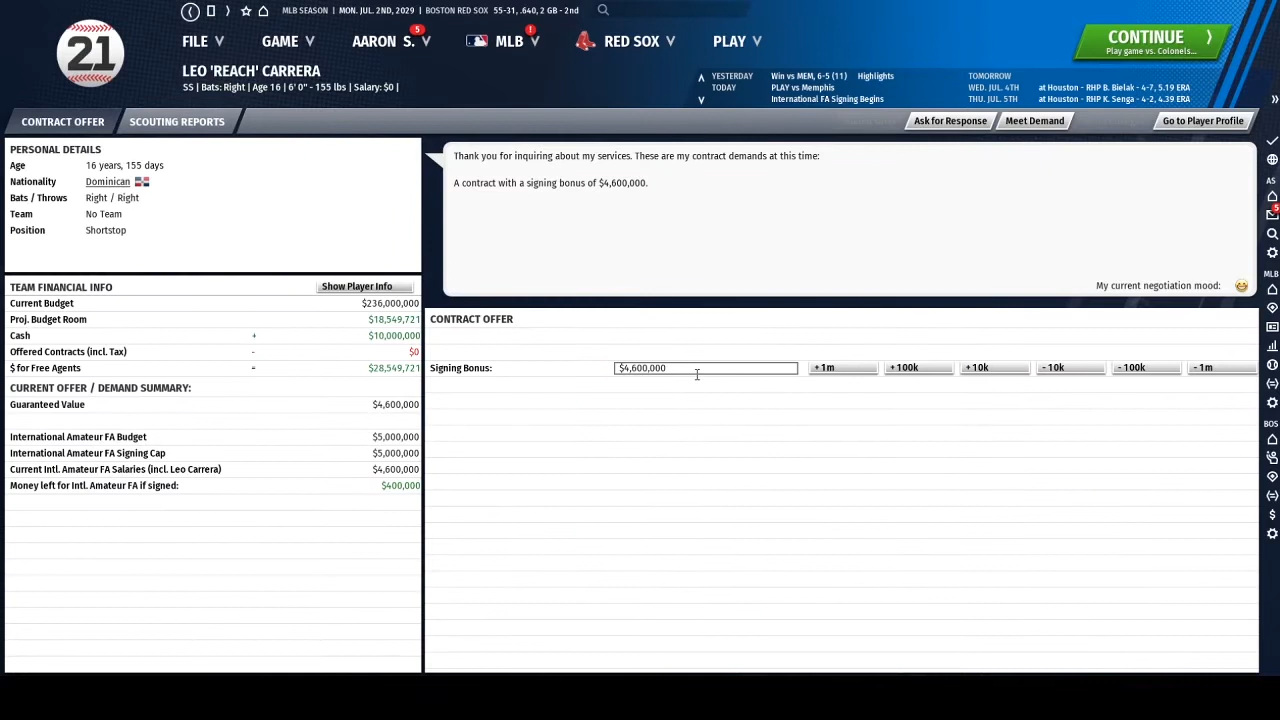 MLB SEASON | MON. JUL. 2ND, 2029 | BOSTON RED SOX 55-31, .640, 2 GB - 2nd
21
FILE GAME AARON S. 5 MLB ! RED SOX PLAY
CONTINUE
Play game vs. Colonels...
LEO 'REACH' CARRERA
SS | Bats: Right | Age 16 | 6' 0" - 155 lbs | Salary: $0 |
YESTERDAY Win vs MEM, 6-5 (11) Highlights TOMORROW
TODAY PLAY vs Memphis WED. JUL. 4TH at Houston - RHP B. Bielak - 4-7, 5.19 ERA
International FA Signing Begins THU. JUL. 5TH at Houston - RHP K. Senga - 4-2, 4.39 ERA
CONTRACT OFFER SCOUTING REPORTS Ask for Response Meet Demand Go to Player Profile
PERSONAL DETAILS
Age 16 years, 155 days
Nationality Dominican
Bats / Throws Right / Right
Team No Team
Position Shortstop
Thank you for inquiring about my services. These are my contract demands at this time:
A contract with a signing bonus of $4,600,000.
My current negotiation mood:
TEAM FINANCIAL INFO Show Player Info
Current Budget $236,000,000
Proj. Budget Room $18,549,721
Cash + $10,000,000
Offered Contracts (incl. Tax) - $0
$ for Free Agents = $28,549,721
CURRENT OFFER / DEMAND SUMMARY:
Guaranteed Value $4,600,000
International Amateur FA Budget $5,000,000
International Amateur FA Signing Cap $5,000,000
Current Intl. Amateur FA Salaries (incl. Leo Carrera) $4,600,000
Money left for Intl. Amateur FA if signed: $400,000
CONTRACT OFFER
Signing Bonus: $4,600,000 + 1m + 100k + 10k - 10k - 100k - 1m
AS
5
MLB
BOS
$